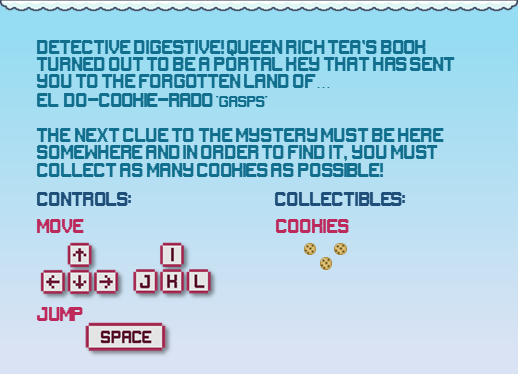 DETECTIVE DIGESTIVE! QUEEN RICH TEA'S BOOK
TURNED OUT TO BE A PORTAL KEY THAT HAS SENT
YOU TO THE FORGOTTEN LAND OF...
EL DO-COOKIE-RADO *GASPS*
THE NEXT CLUE TO THE MYSTERY MUST BE HERE
SOMEWHERE AND IN ORDER TO FIND IT, YOU MUST
COLLECT AS MANY COOKIES AS POSSIBLE!
CONTROLS:
MOVE
↑
← ↓ →
I
J K L
JUMP
SPACE
COLLECTIBLES:
COOKIES